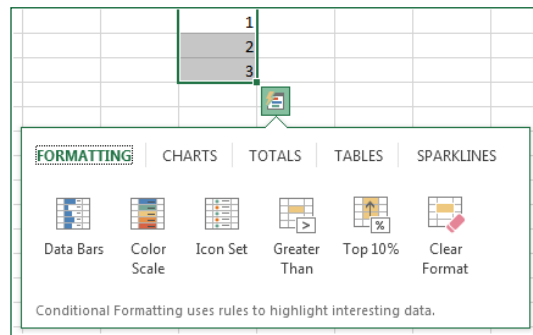 1
2
3
FORMATTING CHARTS TOTALS TABLES SPARKLINES
Data Bars Color Scale Icon Set Greater Than Top 10% Clear Format
Conditional Formatting uses rules to highlight interesting data.